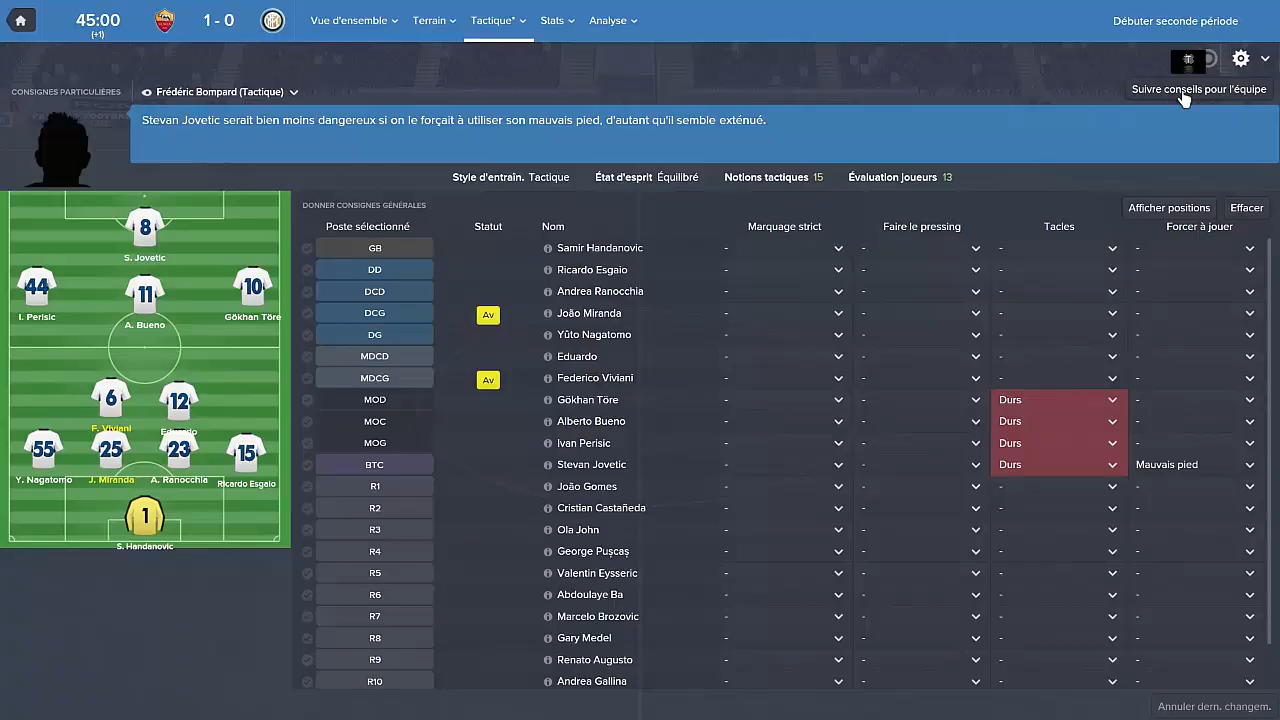 45:00 (+1) 1 - 0 Vue d'ensemble Terrain Tactique* Stats Analyse Débuter seconde période
CONSIGNES PARTICULIÈRES Frédéric Bompard (Tactique) Suivre conseils pour l'équipe
Stevan Jovetic serait bien moins dangereux si on le forçait à utiliser son mauvais pied, d'autant qu'il semble exténué.
Style d'entraîn. Tactique État d'esprit Équilibré Notions tactiques 15 Évaluation joueurs 13
DONNER CONSIGNES GÉNÉRALES Afficher positions Effacer
Poste sélectionné Statut Nom Marquage strict Faire le pressing Tacles Forcer à jouer
GB Samir Handanovic - - - -
DD Ricardo Esgaio - - - -
DCD Andrea Ranocchia - - - -
DCG Av João Miranda - - - -
DG Yūto Nagatomo - - - -
MDCD Eduardo - - - -
MDCG Av Federico Viviani - - - -
MOD Gökhan Töre - - Durs -
MOC Alberto Bueno - - Durs -
MOG Ivan Perisic - - Durs -
BTC Stevan Jovetic - - Durs Mauvais pied
R1 João Gomes - - - -
R2 Cristian Castañeda - - - -
R3 Ola John - - - -
R4 George Pușcaș - - - -
R5 Valentin Eysseric - - - -
R6 Abdoulaye Ba - - - -
R7 Marcelo Brozovic - - - -
R8 Gary Medel - - - -
R9 Renato Augusto - - - -
R10 Andrea Gallina - - - -
8
S. Jovetic
44 11 10
I. Perisic A. Bueno Gökhan Töre
6 12
F. Viviani Eduardo
55 25 23 15
Y. Nagatomo J. Miranda A. Ranocchia Ricardo Esgaio
1
S. Handanovic
Annuler dern. changem.